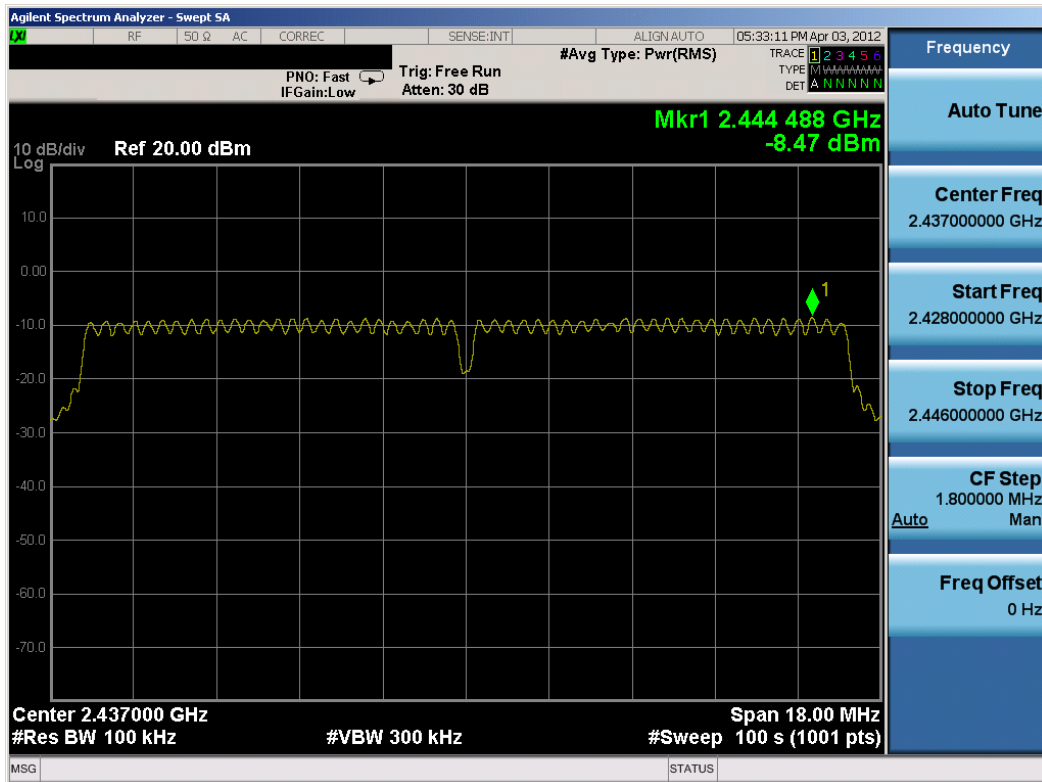 Agilent Spectrum Analyzer - Swept SA
LXI RF 50 Ω AC CORREC SENSE:INT ALIGN AUTO 05:33:11 PM Apr 03, 2012
#Avg Type: Pwr(RMS)
TRACE 1 2 3 4 5 6
PNO: Fast
Trig: Free Run
TYPE M W W W W W
IFGain:Low
Atten: 30 dB
DET A N N N N N
Mkr1 2.444 488 GHz
-8.47 dBm
10 dB/div Ref 20.00 dBm
Log
10.0
0.00
1
-10.0
-20.0
-30.0
-40.0
-50.0
-60.0
-70.0
Center 2.437000 GHz Span 18.00 MHz
#Res BW 100 kHz #VBW 300 kHz #Sweep 100 s (1001 pts)
MSG STATUS
Frequency
Auto Tune
Center Freq
2.437000000 GHz
Start Freq
2.428000000 GHz
Stop Freq
2.446000000 GHz
CF Step
1.800000 MHz
Auto Man
Freq Offset
0 Hz